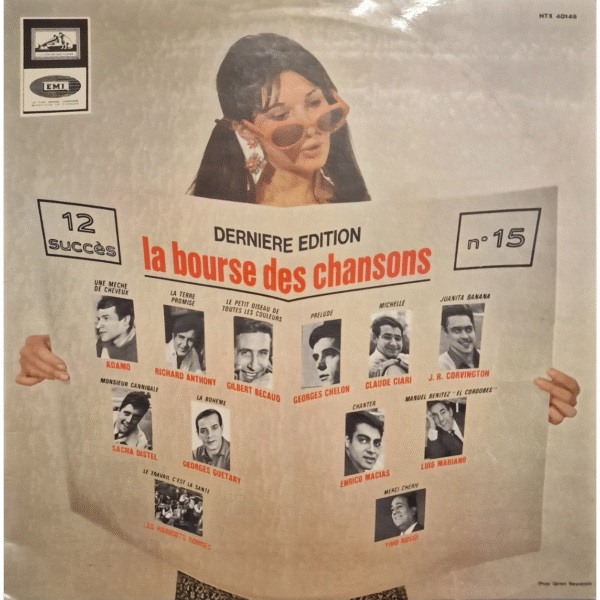 HTX 40146
EMI
DERNIERE EDITION
12
succès
la bourse des chansons
n° 15
UNE MECHE
DE CHEVEUX
ADAMO
LA TERRE
PROMISE
RICHARD ANTHONY
LE PETIT OISEAU DE
TOUTES LES COULEURS
GILBERT BECAUD
PRELUDE
GEORGES CHELON
MICHELLE
CLAUDE CIARI
JUANITA BANANA
J. R. CORVINGTON
MONSIEUR CANNIBALE
SACHA DISTEL
LA BOHEME
GEORGES GUETARY
CHANTER
ENRICO MACIAS
MANUEL BENITEZ "EL CORDOBES"
LUIS MARIANO
LE TRAVAIL C'EST LA SANTE
LES HARICOTS ROUGES
MERCI CHERIE
TINO ROSSI